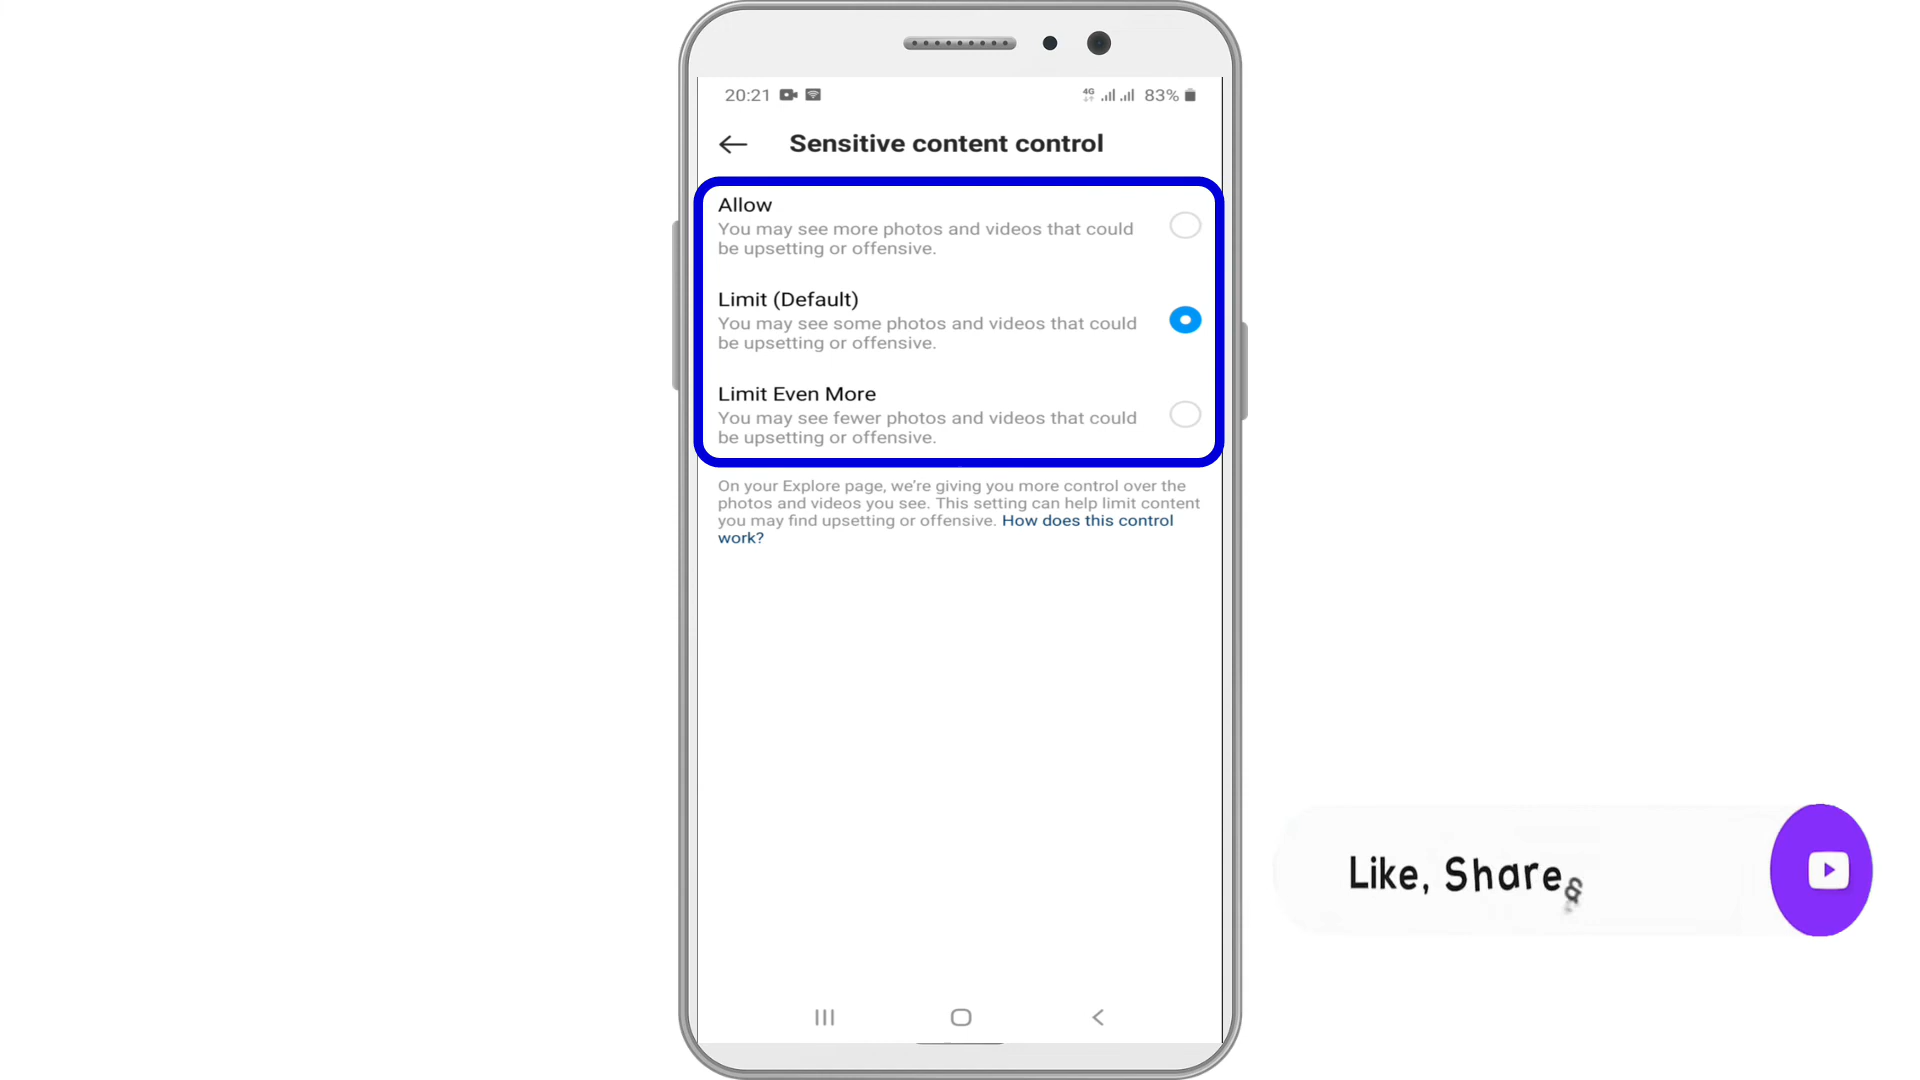 20:21
4G 83%
Sensitive content control
Allow
You may see more photos and videos that could
be upsetting or offensive.
Limit (Default)
You may see some photos and videos that could
be upsetting or offensive.
Limit Even More
You may see fewer photos and videos that could
be upsetting or offensive.
On your Explore page, we’re giving you more control over the
photos and videos you see. This setting can help limit content
you may find upsetting or offensive. How does this control
work?
Like, Share &